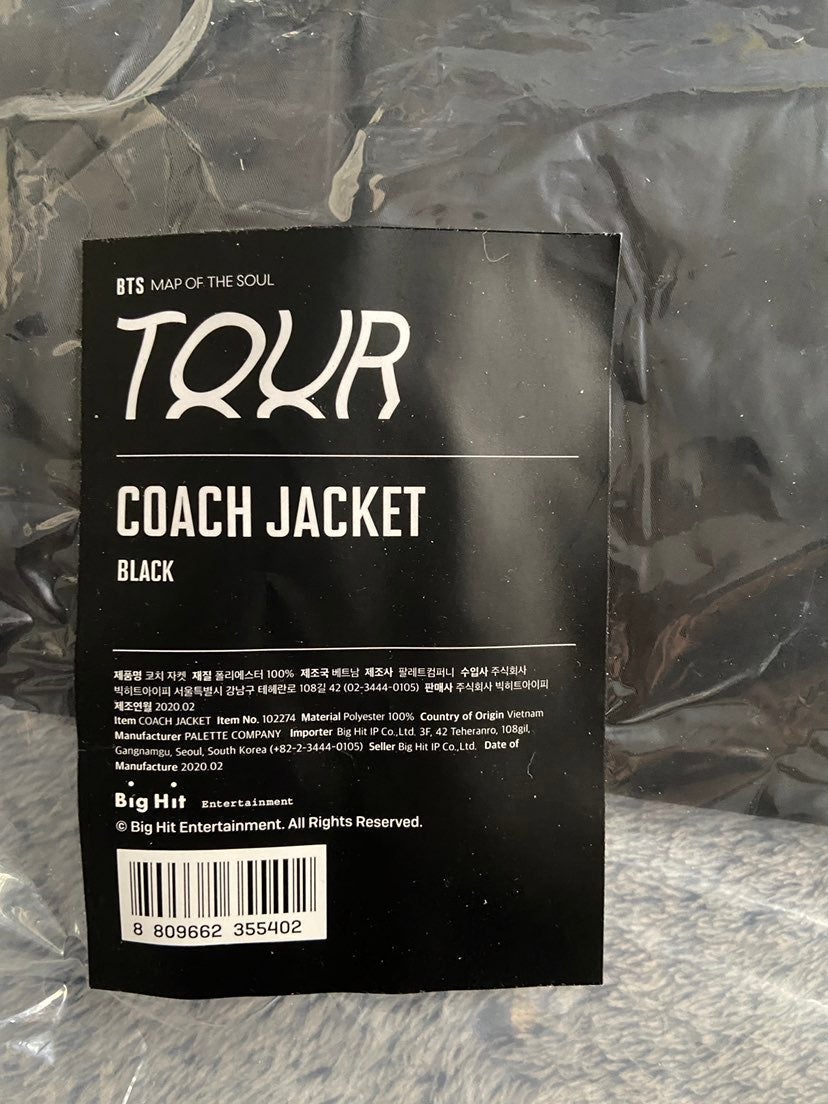 BTS MAP OF THE SOUL
TOUR
COACH JACKET
BLACK
제품명 코치 자켓 재질 폴리에스터 100% 제조국 베트남 제조사 팔레트컴퍼니 수입사 주식회사
빅히트아이피 서울특별시 강남구 테헤란로 108길 42 (02-3444-0105) 판매사 주식회사 빅히트아이피
제조연월 2020.02
Item COACH JACKET Item No. 102274 Material Polyester 100% Country of Origin Vietnam
Manufacturer PALETTE COMPANY Importer Big Hit IP Co.,Ltd. 3F, 42 Teheranro, 108gil,
Gangnamgu, Seoul, South Korea (+82-2-3444-0105) Seller Big Hit IP Co.,Ltd. Date of
Manufacture 2020.02
Big Hit Entertainment
© Big Hit Entertainment. All Rights Reserved.
8 809662 355402